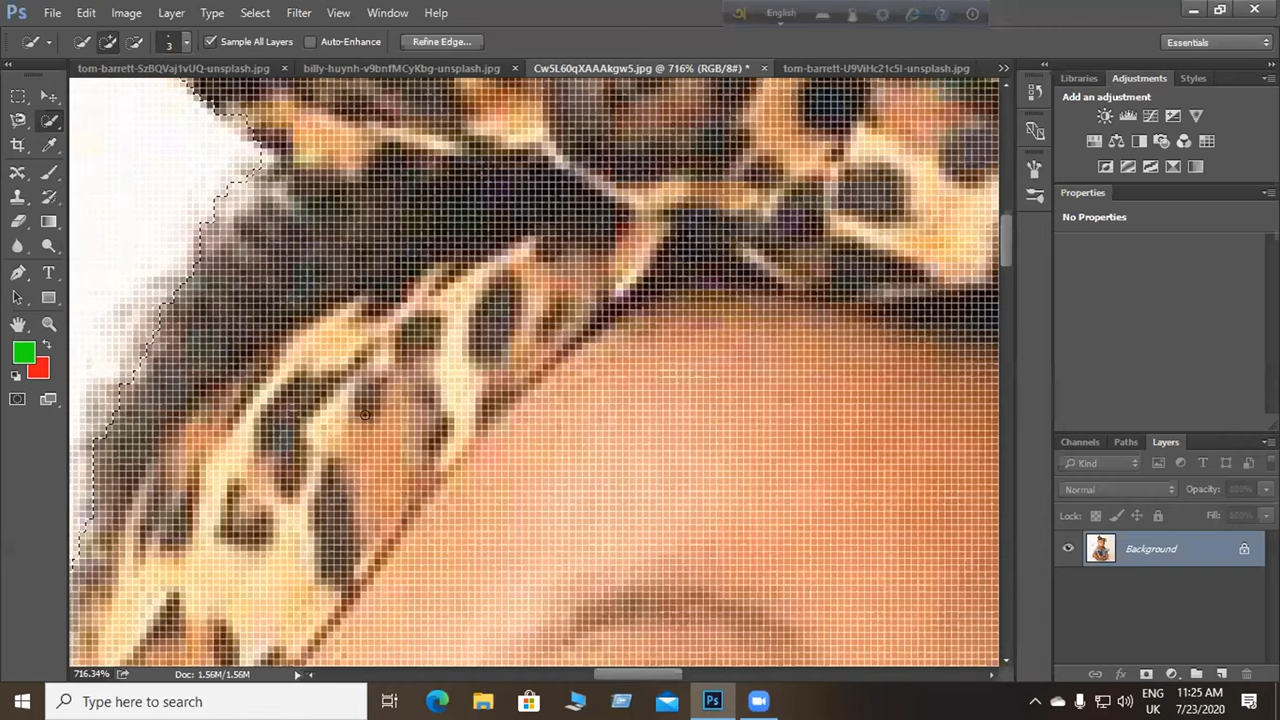 Ps File Edit Image Layer Type Select Filter 3D View Window Help
English
3 Sample All Layers Auto-Enhance Refine Edge... Essentials
tom-barrett-SzBQVaj1vUQ-unsplash.jpg × billy-huynh-v9bnfMCyKbg-unsplash.jpg × Cw5L60qXAAAkgw5.jpg @ 716% (RGB/8#) * × tom-barrett-U9ViHc21c5I-unsplash.jpg
Libraries Adjustments Styles
Add an adjustment
Properties
No Properties
Channels Paths Layers
Kind
Normal Opacity:
Lock: Fill:
Background
716.34% Doc: 1.56M/1.56M
Type here to search
ENG 11:25 AM
UK 7/23/2020